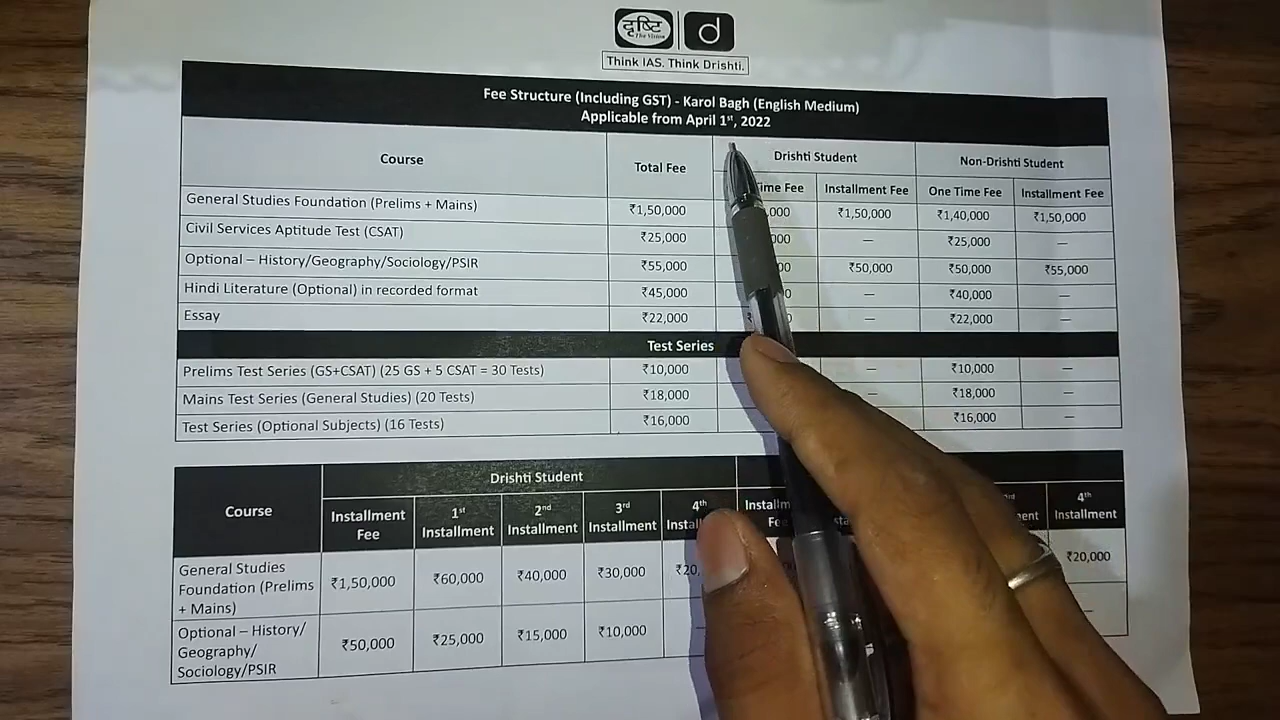 दृष्टि
The Vision
d
Think IAS. Think Drishti.
Fee Structure (Including GST) - Karol Bagh (English Medium)
Applicable from April 1st, 2022
Course Total Fee Drishti Student Non-Drishti Student
Time Fee Installment Fee One Time Fee Installment Fee
General Studies Foundation (Prelims + Mains) ₹1,50,000 ₹1,50,000 ₹1,40,000 ₹1,50,000
Civil Services Aptitude Test (CSAT) ₹25,000 — ₹25,000 —
Optional – History/Geography/Sociology/PSIR ₹55,000 ₹50,000 ₹50,000 ₹55,000
Hindi Literature (Optional) in recorded format ₹45,000 — ₹40,000 —
Essay ₹22,000 — ₹22,000 —
Test Series
Prelims Test Series (GS+CSAT) (25 GS + 5 CSAT = 30 Tests) ₹10,000 — ₹10,000 —
Mains Test Series (General Studies) (20 Tests) ₹18,000 — ₹18,000 —
Test Series (Optional Subjects) (16 Tests) ₹16,000 ₹16,000 —
Drishti Student
Course Installment Fee 1st Installment 2nd Installment 3rd Installment 4th 4th Installment
General Studies Foundation (Prelims + Mains) ₹1,50,000 ₹60,000 ₹40,000 ₹30,000 ₹20,000
Optional – History/ Geography/ Sociology/PSIR ₹50,000 ₹25,000 ₹15,000 ₹10,000 –